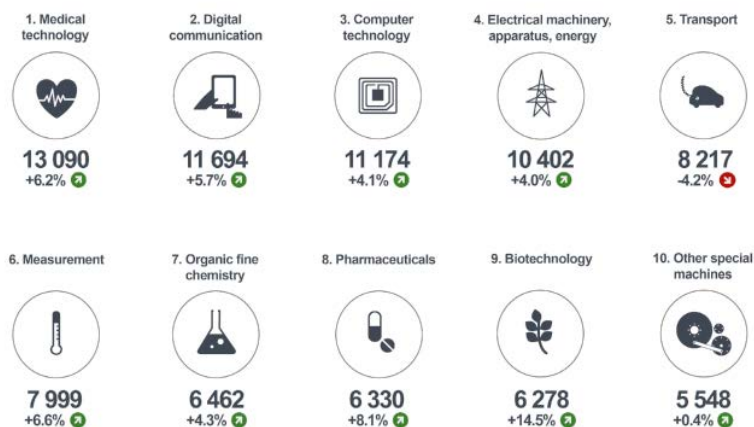 1. Medical
technology
2. Digital
communication
3. Computer
technology
4. Electrical machinery,
apparatus, energy
5. Transport
13 090
+6.2%
11 694
+5.7%
11 174
+4.1%
10 402
+4.0%
8 217
-4.2%
6. Measurement
7. Organic fine
chemistry
8. Pharmaceuticals
9. Biotechnology
10. Other special
machines
7 999
+6.6%
6 462
+4.3%
6 330
+8.1%
6 278
+14.5%
5 548
+0.4%